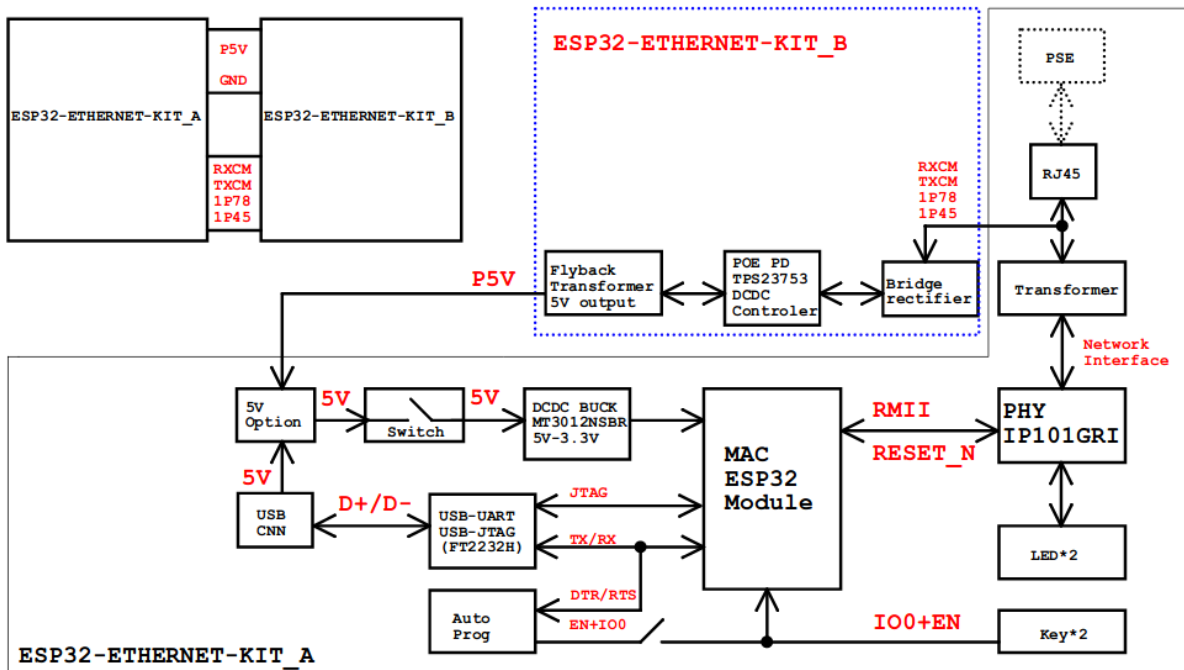 ESP32-ETHERNET-KIT_A
P5V
GND
RXCM
TXCM
1P78
1P45
ESP32-ETHERNET-KIT_B
ESP32-ETHERNET-KIT_B
PSE
RJ45
RXCM
TXCM
1P78
1P45
P5V
Flyback
Transformer
5V output
POE PD
TPS23753
DCDC
Controler
Bridge
rectifier
Transformer
Network
Interface
5V
Option
5V
Switch
5V
DCDC BUCK
MT3012NSBR
5V-3.3V
MAC
ESP32
Module
RMII
RESET_N
PHY
IP101GRI
5V
USB
CNN
D+/D-
USB-UART
USB-JTAG
(FT2232H)
JTAG
TX/RX
LED*2
Auto
Prog
DTR/RTS
EN+IO0
IO0+EN
Key*2
ESP32-ETHERNET-KIT_A